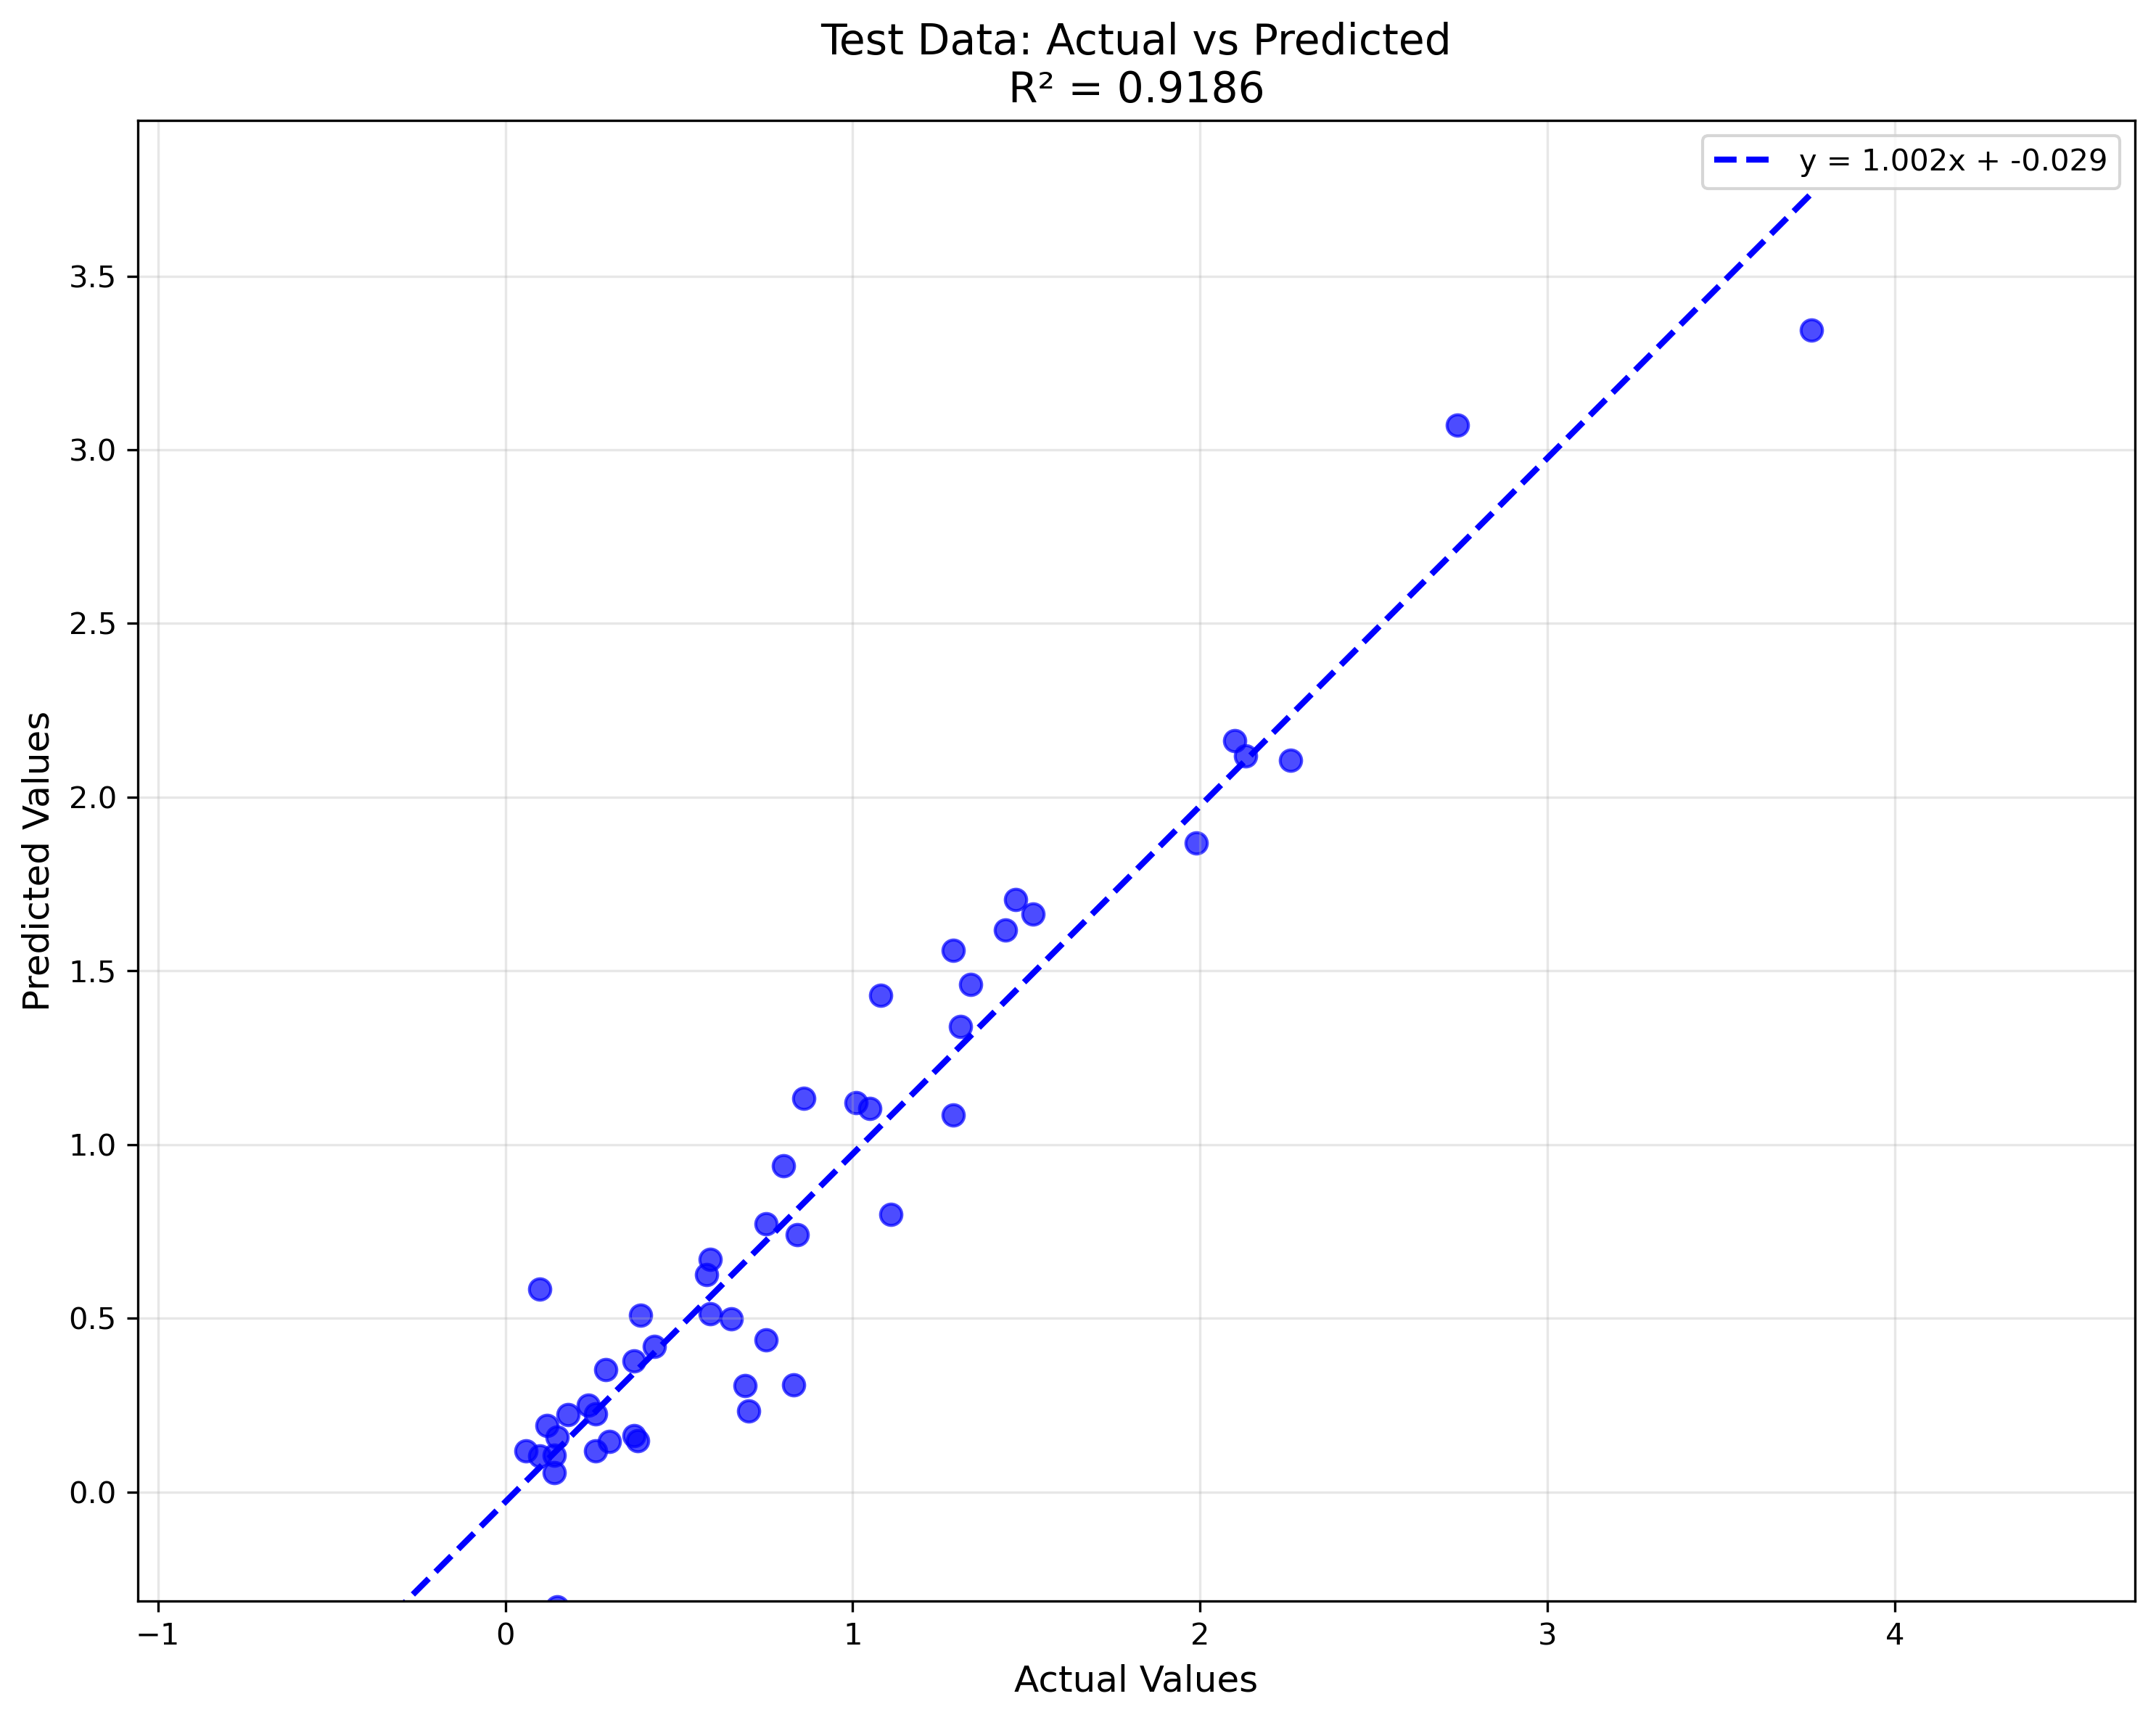 Test Data: Actual vs Predicted
R² = 0.9186
y = 1.002x + -0.029
3.5
3.0
2.5
2.0
1.5
1.0
0.5
0.0
−1
0
1
2
3
4
Predicted Values
Actual Values